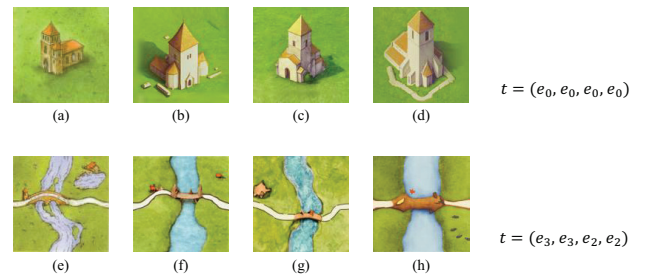 (a) (b) (c) (d)
t = (e₀, e₀, e₀, e₀)
(e) (f) (g) (h)
t = (e₃, e₃, e₂, e₂)